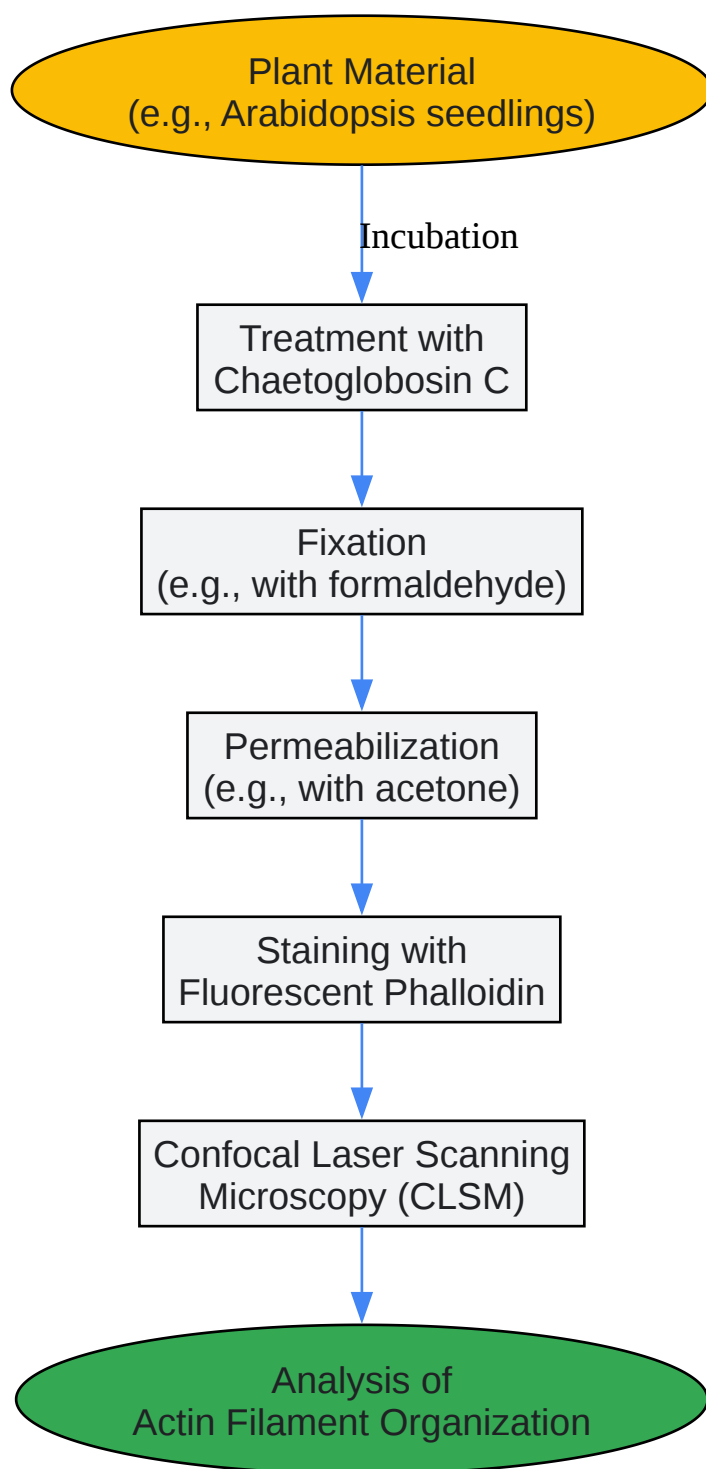 Plant Material
(e.g., Arabidopsis seedlings)
Incubation
Treatment with
Chaetoglobosin C
Fixation
(e.g., with formaldehyde)
Permeabilization
(e.g., with acetone)
Staining with
Fluorescent Phalloidin
Confocal Laser Scanning
Microscopy (CLSM)
Analysis of
Actin Filament Organization